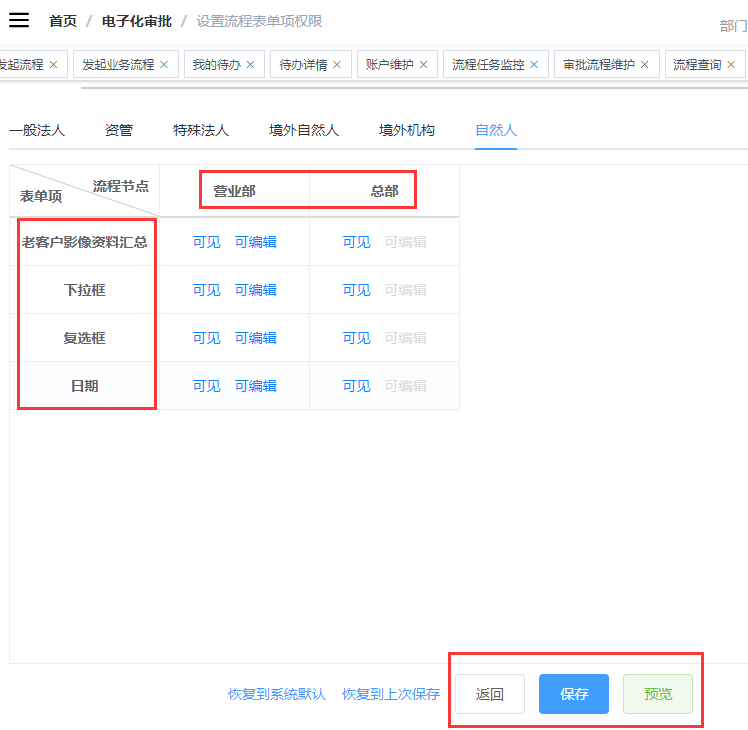 首页 / 电子化审批 / 设置流程表单项权限
部门
发起流程 × 发起业务流程 × 我的待办 × 待办详情 × 账户维护 × 流程任务监控 × 审批流程维护 × 流程查询 ×
一般法人 资管 特殊法人 境外自然人 境外机构 自然人
流程节点
表单项
营业部 总部
老客户影像资料汇总 可见 可编辑 可见 可编辑
下拉框 可见 可编辑 可见 可编辑
复选框 可见 可编辑 可见 可编辑
日期 可见 可编辑 可见 可编辑
恢复到系统默认 恢复到上次保存 返回 保存 预览